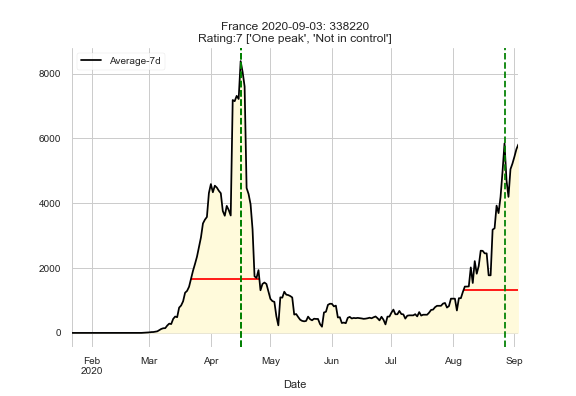 France 2020-09-03: 338220
Rating:7 ['One peak', 'Not in control']
Average-7d
8000
6000
4000
2000
0
Feb Mar Apr May Jun Jul Aug Sep
2020
Date